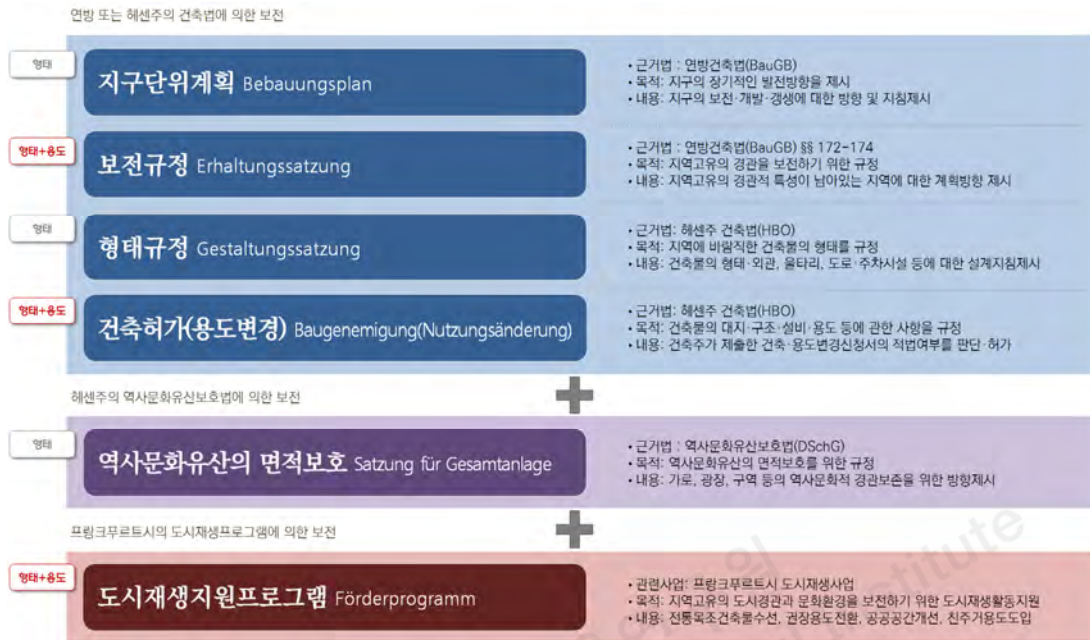 연방 또는 헤센주의 건축법에 의한 보전
형태
지구단위계획 Bebauungsplan
• 근거법 : 연방건축법(BauGB)
• 목적: 지구의 장기적인 발전방향을 제시
• 내용: 지구의 보전·개발·갱생에 대한 방향 및 지침제시
형태+용도
보전규정 Erhaltungssatzung
• 근거법 : 연방건축법(BauGB) §§ 172-174
• 목적: 지역고유의 경관을 보전하기 위한 규정
• 내용: 지역고유의 경관적 특성이 남아있는 지역에 대한 계획방향 제시
형태
형태규정 Gestaltungssatzung
• 근거법: 헤센주 건축법(HBO)
• 목적: 지역에 바람직한 건축물의 형태를 규정
• 내용: 건축물의 형태·외관, 울타리, 도로·주차시설 등에 대한 설계지침제시
형태+용도
건축허가(용도변경) Baugenemigung(Nutzungsänderung)
• 근거법: 헤센주 건축법(HBO)
• 목적: 건축물의 대지·구조·설비·용도 등에 관한 사항을 규정
• 내용: 건축주가 제출한 건축·용도변경신청서의 적법여부를 판단·허가
헤센주의 역사문화유산보호법에 의한 보전
형태
역사문화유산의 면적보호 Satzung für Gesamtanlage
• 근거법 : 역사문화유산보호법(DSchG)
• 목적: 역사문화유산의 면적보호를 위한 규정
• 내용: 가로, 광장, 구역 등의 역사문화적 경관보존을 위한 방향제시
프랑크푸르트시의 도시재생프로그램에 의한 보전
형태+용도
도시재생지원프로그램 Förderprogramm
• 관련사업: 프랑크푸르트시 도시재생사업
• 목적: 지역고유의 도시경관과 문화환경을 보전하기 위한 도시재생활동지원
• 내용: 전통목조건축물수선, 권장용도전환, 공공공간개선, 친주거용도도입